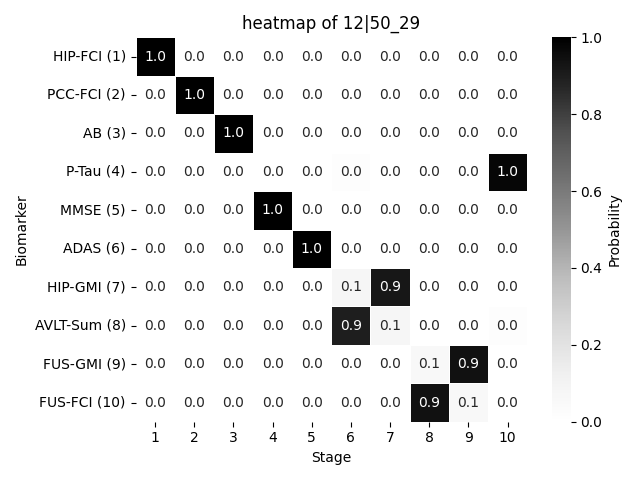 heatmap of 12|50_29
HIP-FCI (1) 1.0 0.0 0.0 0.0 0.0 0.0 0.0 0.0 0.0 0.0
PCC-FCI (2) 0.0 1.0 0.0 0.0 0.0 0.0 0.0 0.0 0.0 0.0
AB (3) 0.0 0.0 1.0 0.0 0.0 0.0 0.0 0.0 0.0 0.0
P-Tau (4) 0.0 0.0 0.0 0.0 0.0 0.0 0.0 0.0 0.0 1.0
MMSE (5) 0.0 0.0 0.0 1.0 0.0 0.0 0.0 0.0 0.0 0.0
ADAS (6) 0.0 0.0 0.0 0.0 1.0 0.0 0.0 0.0 0.0 0.0
HIP-GMI (7) 0.0 0.0 0.0 0.0 0.0 0.1 0.9 0.0 0.0 0.0
AVLT-Sum (8) 0.0 0.0 0.0 0.0 0.0 0.9 0.1 0.0 0.0 0.0
FUS-GMI (9) 0.0 0.0 0.0 0.0 0.0 0.0 0.0 0.1 0.9 0.0
FUS-FCI (10) 0.0 0.0 0.0 0.0 0.0 0.0 0.0 0.9 0.1 0.0
1 2 3 4 5 6 7 8 9 10
Stage
Biomarker
1.0
0.8
0.6
0.4
0.2
0.0
Probability